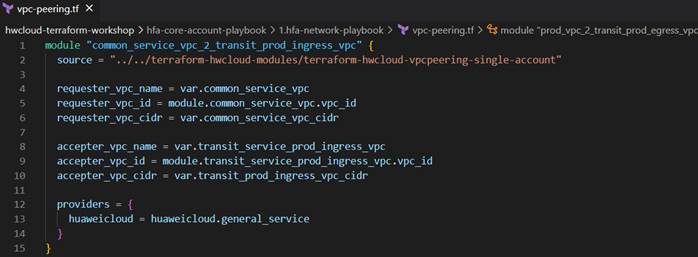 vpc-peering.tf
hwcloud-terraform-workshop > hfa-core-account-playbook > 1.hfa-network-playbook > vpc-peering.tf > module "prod_vpc_2_transit_prod_egress_vpc
1 module "common_service_vpc_2_transit_prod_ingress_vpc" {
2 source = "../../terraform-hwcloud-modules/terraform-hwcloud-vpcpeering-single-account"
3
4 requester_vpc_name = var.common_service_vpc
5 requester_vpc_id = module.common_service_vpc.vpc_id
6 requester_vpc_cidr = var.common_service_vpc_cidr
7
8 accepter_vpc_name = var.transit_service_prod_ingress_vpc
9 accepter_vpc_id = module.transit_service_prod_ingress_vpc.vpc_id
10 accepter_vpc_cidr = var.transit_prod_ingress_vpc_cidr
11
12 providers = {
13 huaweicloud = huaweicloud.general_service
14 }
15 }